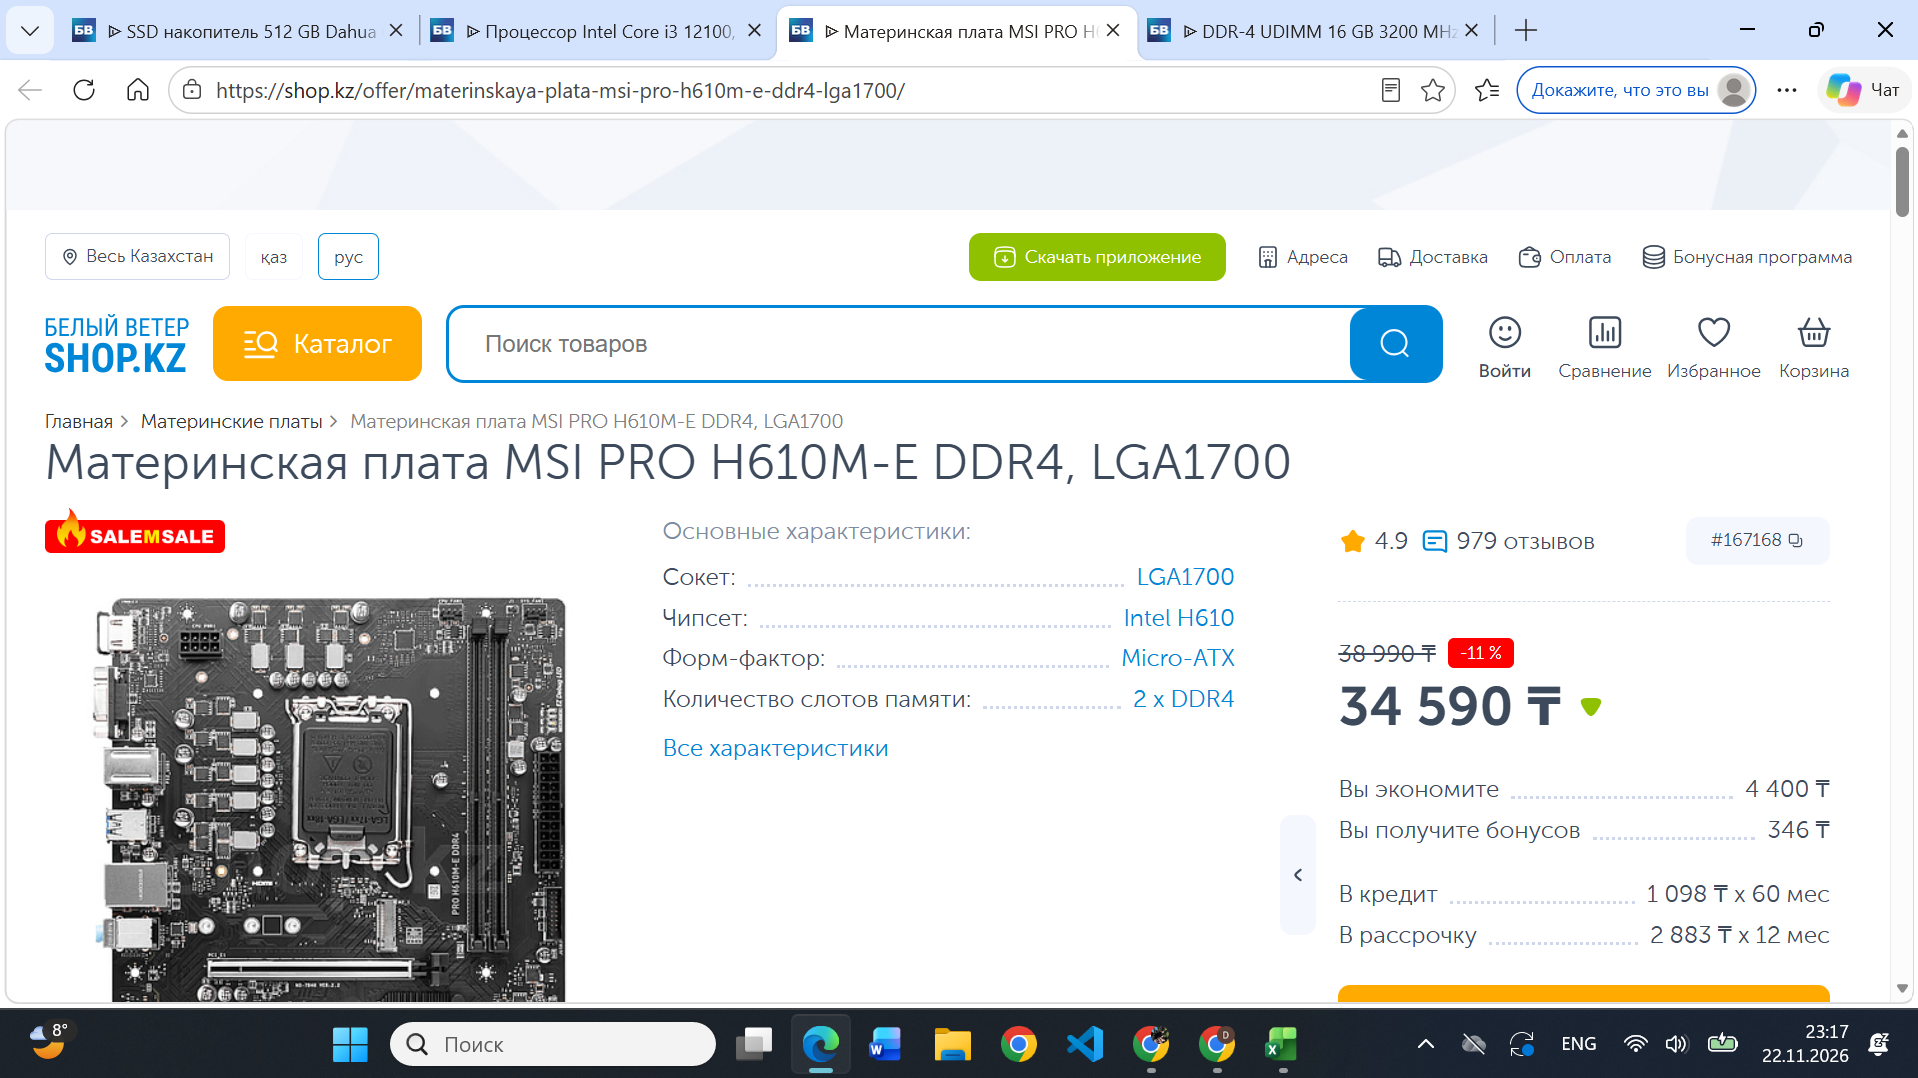 SSD накопитель 512 GB Dahua
Процессор Intel Core i3 12100,
Материнская плата MSI PRO H6
DDR-4 UDIMM 16 GB 3200 MHz
https://shop.kz/offer/materinskaya-plata-msi-pro-h610m-e-ddr4-lga1700/
Докажите, что это вы
Чат
Весь Казахстан
қаз
рус
Скачать приложение
Адреса
Доставка
Оплата
Бонусная программа
БЕЛЫЙ ВЕТЕР
SHOP.KZ
Каталог
Поиск товаров
Войти
Сравнение
Избранное
Корзина
Главная > Материнские платы > Материнская плата MSI PRO H610M-E DDR4, LGA1700
Материнская плата MSI PRO H610M-E DDR4, LGA1700
SALEMSALE
Основные характеристики:
Сокет: LGA1700
Чипсет: Intel H610
Форм-фактор: Micro-ATX
Количество слотов памяти: 2 x DDR4
Все характеристики
4.9
979 отзывов
#167168
38 990 ₸
-11 %
34 590 ₸
Вы экономите 4 400 ₸
Вы получите бонусов 346 ₸
В кредит 1 098 ₸ x 60 мес
В рассрочку 2 883 ₸ x 12 мес
PRO H610M-E DDR4
HDMI
8°
Поиск
ENG
23:17
22.11.2026